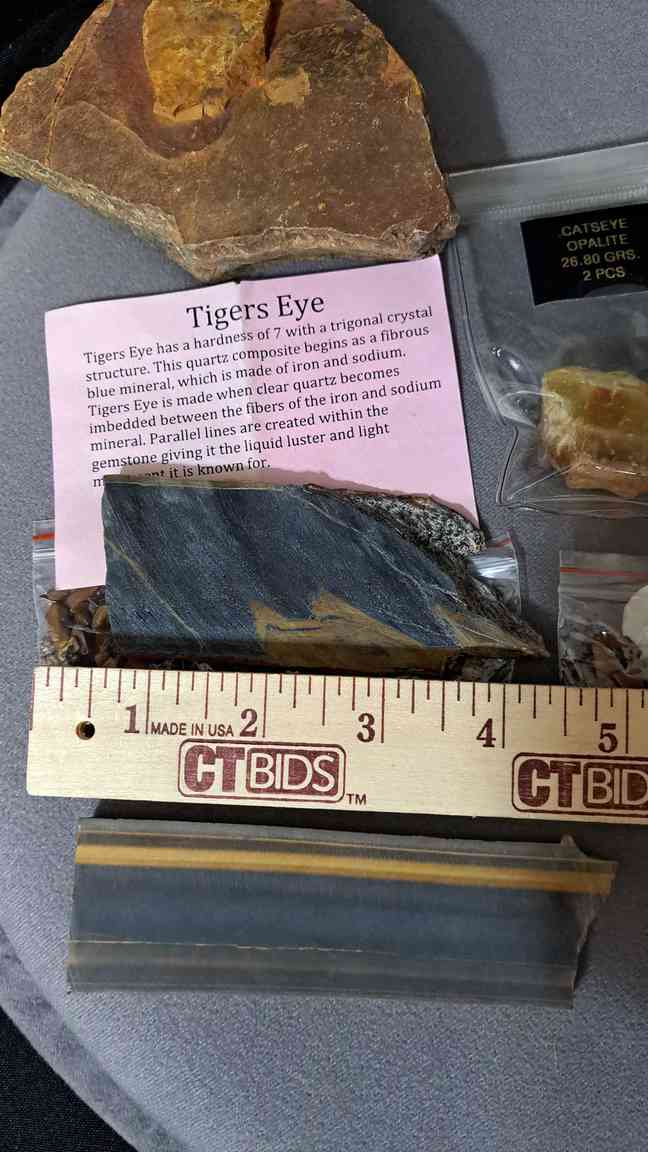 CATSEYE
OPALITE
26.80 GRS.
2 PCS
Tigers Eye
Tigers Eye has a hardness of 7 with a trigonal crystal
structure. This quartz composite begins as a fibrous
blue mineral, which is made of iron and sodium.
Tigers Eye is made when clear quartz becomes
imbedded between the fibers of the iron and sodium
mineral. Parallel lines are created within the
gemstone giving it the liquid luster and light
it is known for.
1 MADE IN USA 2 3 4 5
CTBIDS TM CTBID